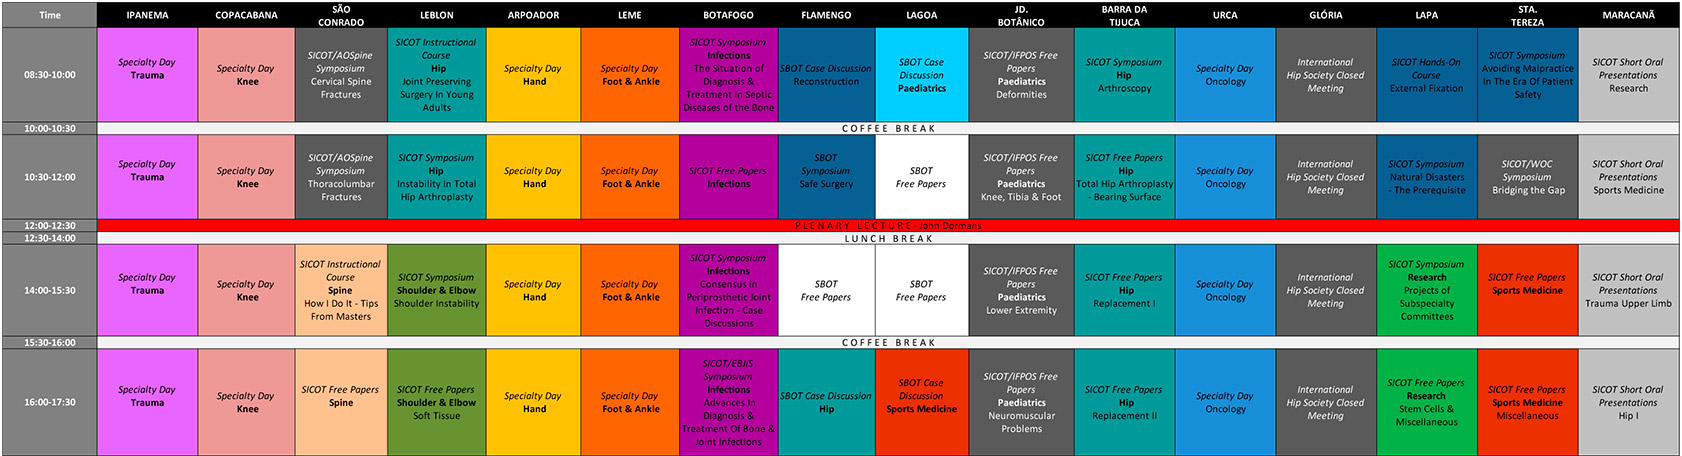 Time
IPANEMA
COPACABANA
SÃO
CONRADO
LEBLON
ARPOADOR
LEME
BOTAFOGO
FLAMENGO
LAGOA
JD.
BOTÂNICO
BARRA DA
TIJUCA
URCA
GLÓRIA
LAPA
STA.
TEREZA
MARACANÃ
08:30-10:00
Specialty Day
Trauma
Specialty Day
Knee
SICOT/AOSpine
Symposium
Cervical Spine
Fractures
SICOT Instructional
Course
Hip
Joint Preserving
Surgery In Young
Adults
Specialty Day
Hand
Specialty Day
Foot & Ankle
SICOT Symposium
Infections
The Situation of
Diagnosis &
Treatment in Septic
Diseases of the Bone
SBOT Case Discussion
Reconstruction
SBOT Case
Discussion
Paediatrics
SICOT/IFPOS Free
Papers
Paediatrics
Deformities
SICOT Symposium
Hip
Arthroscopy
Specialty Day
Oncology
International
Hip Society Closed
Meeting
SICOT Hands-On
Course
External Fixation
SICOT Symposium
Avoiding Malpractice
In The Era Of Patient
Safety
SICOT Short Oral
Presentations
Research
10:00-10:30
COFFEE BREAK
10:30-12:00
Specialty Day
Trauma
Specialty Day
Knee
SICOT/AOSpine
Symposium
Thoracolumbar
Fractures
SICOT Symposium
Hip
Instability In Total
Hip Arthroplasty
Specialty Day
Hand
Specialty Day
Foot & Ankle
SICOT Free Papers
Infections
SBOT
Symposium
Safe Surgery
SBOT
Free Papers
SICOT/IFPOS Free
Papers
Paediatrics
Knee, Tibia & Foot
SICOT Free Papers
Hip
Total Hip Arthroplasty
- Bearing Surface
Specialty Day
Oncology
International
Hip Society Closed
Meeting
SICOT Symposium
Natural Disasters
- The Prerequisite
SICOT/WOC
Symposium
Bridging the Gap
SICOT Short Oral
Presentations
Sports Medicine
12:00-12:30
PLENARY LECTURE - John Dormans
12:30-14:00
LUNCH BREAK
14:00-15:30
Specialty Day
Trauma
Specialty Day
Knee
SICOT Instructional
Course
Spine
How I Do It - Tips
From Masters
SICOT Symposium
Shoulder & Elbow
Shoulder Instability
Specialty Day
Hand
Specialty Day
Foot & Ankle
SICOT Symposium
Infections
Consensus in
Periprosthetic Joint
Infection - Case
Discussions
SBOT
Free Papers
SBOT
Free Papers
SICOT/IFPOS Free
Papers
Paediatrics
Lower Extremity
SICOT Free Papers
Hip
Replacement I
Specialty Day
Oncology
International
Hip Society Closed
Meeting
SICOT Symposium
Research
Projects of
Subspecialty
Committees
SICOT Free Papers
Sports Medicine
SICOT Short Oral
Presentations
Trauma Upper Limb
15:30-16:00
COFFEE BREAK
16:00-17:30
Specialty Day
Trauma
Specialty Day
Knee
SICOT Free Papers
Spine
SICOT Free Papers
Shoulder & Elbow
Soft Tissue
Specialty Day
Hand
Specialty Day
Foot & Ankle
SICOT/EBJIS
Symposium
Infections
Advances In
Diagnosis &
Treatment Of Bone &
Joint Infections
SBOT Case Discussion
Hip
SBOT Case
Discussion
Sports Medicine
SICOT/IFPOS Free
Papers
Paediatrics
Neuromuscular
Problems
SICOT Free Papers
Hip
Replacement II
Specialty Day
Oncology
International
Hip Society Closed
Meeting
SICOT Free Papers
Research
Stem Cells &
Miscellaneous
SICOT Free Papers
Sports Medicine
Miscellaneous
SICOT Short Oral
Presentations
Hip I